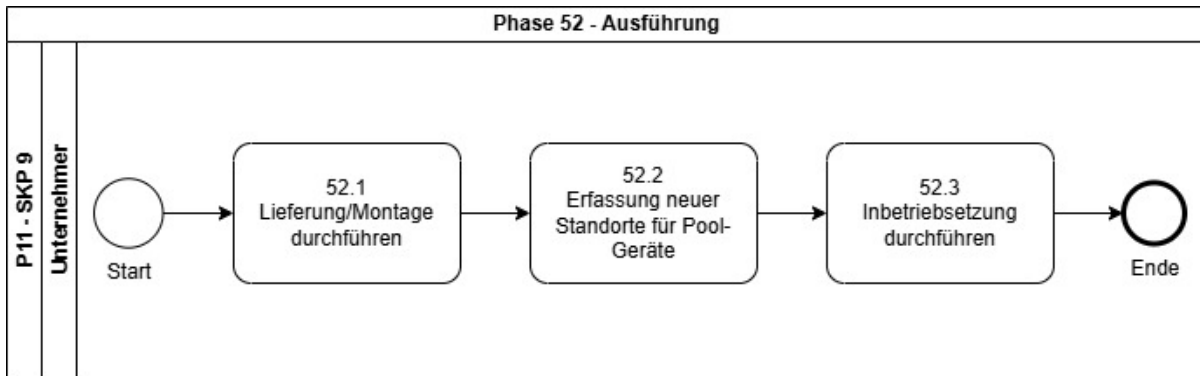 Phase 52 - Ausführung
P11 - SKP 9
Unternehmer
Start
52.1
Lieferung/Montage
durchführen
52.2
Erfassung neuer
Standorte für Pool-
Geräte
52.3
Inbetriebsetzung
durchführen
Ende